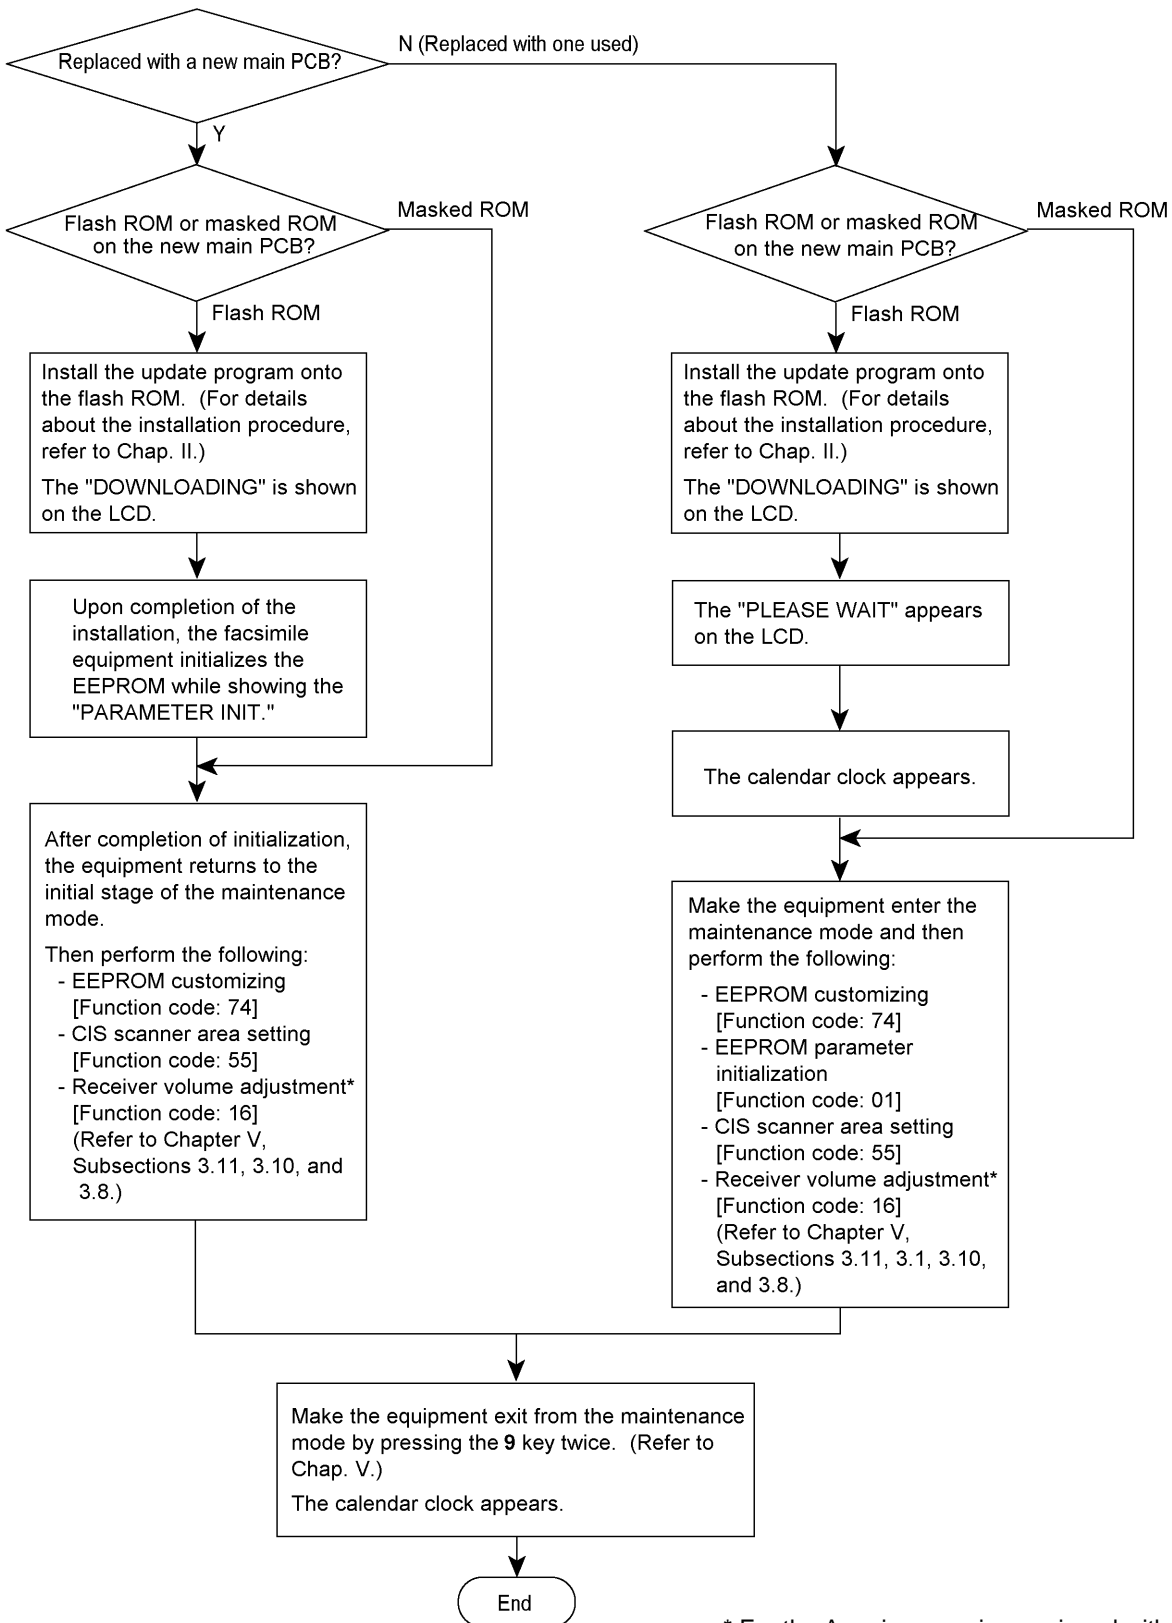 Replaced with a new main PCB?
N (Replaced with one used)
Y
Flash ROM or masked ROM
on the new main PCB?
Masked ROM
Flash ROM
Install the update program onto
the flash ROM. (For details
about the installation procedure,
refer to Chap. II.)
The "DOWNLOADING" is shown
on the LCD.
Upon completion of the
installation, the facsimile
equipment initializes the
EEPROM while showing the
"PARAMETER INIT."
After completion of initialization,
the equipment returns to the
initial stage of the maintenance
mode.
Then perform the following:
- EEPROM customizing
[Function code: 74]
- CIS scanner area setting
[Function code: 55]
- Receiver volume adjustment*
[Function code: 16]
(Refer to Chapter V,
Subsections 3.11, 3.10, and
3.8.)
Flash ROM or masked ROM
on the new main PCB?
Masked ROM
Flash ROM
Install the update program onto
the flash ROM. (For details
about the installation procedure,
refer to Chap. II.)
The "DOWNLOADING" is shown
on the LCD.
The "PLEASE WAIT" appears
on the LCD.
The calendar clock appears.
Make the equipment enter the
maintenance mode and then
perform the following:
- EEPROM customizing
[Function code: 74]
- EEPROM parameter
initialization
[Function code: 01]
- CIS scanner area setting
[Function code: 55]
- Receiver volume adjustment*
[Function code: 16]
(Refer to Chapter V,
Subsections 3.11, 3.1, 3.10,
and 3.8.)
Make the equipment exit from the maintenance
mode by pressing the 9 key twice. (Refer to
Chap. V.)
The calendar clock appears.
End